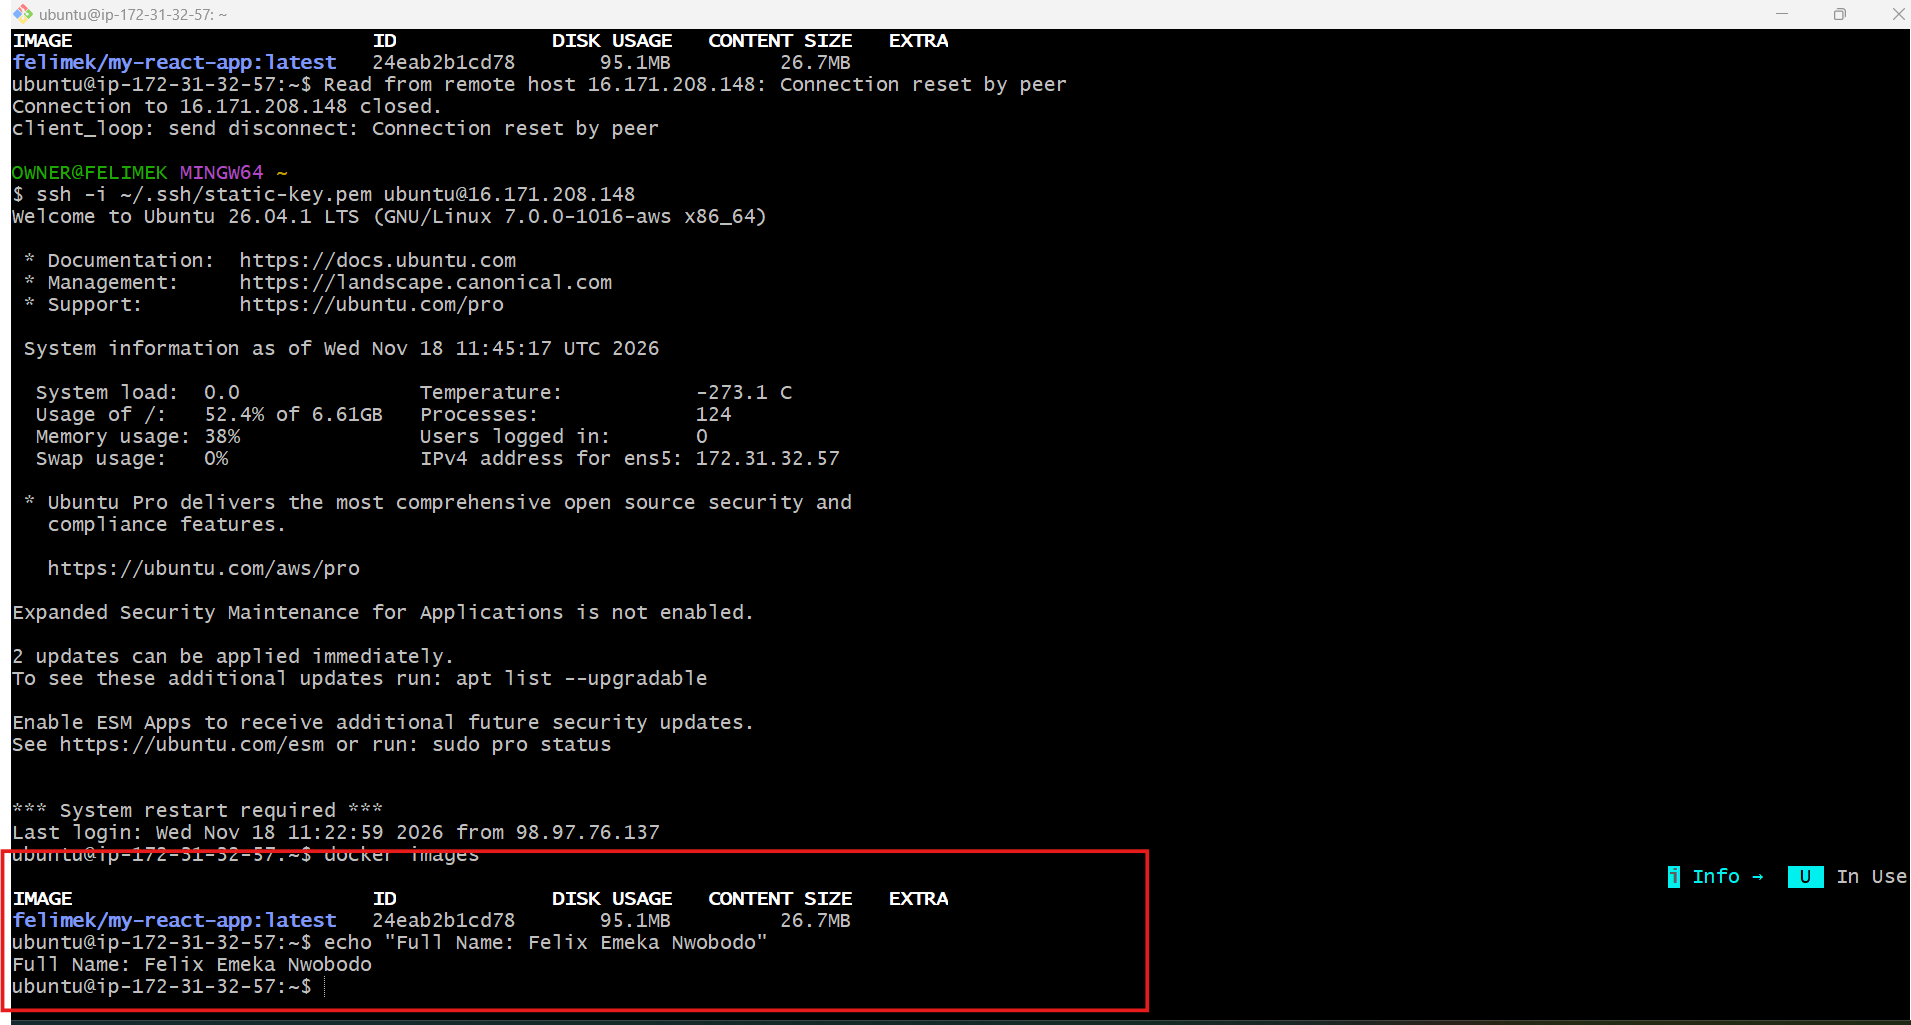 ubuntu@ip-172-31-32-57: ~
IMAGE                         ID             DISK USAGE   CONTENT SIZE   EXTRA
felimek/my-react-app:latest   24eab2b1cd78       95.1MB         26.7MB
ubuntu@ip-172-31-32-57:~$ Read from remote host 16.171.208.148: Connection reset by peer
Connection to 16.171.208.148 closed.
client_loop: send disconnect: Connection reset by peer
OWNER@FELIMEK MINGW64 ~
$ ssh -i ~/.ssh/static-key.pem ubuntu@16.171.208.148
Welcome to Ubuntu 26.04.1 LTS (GNU/Linux 7.0.0-1016-aws x86_64)
 * Documentation:  https://docs.ubuntu.com
 * Management:     https://landscape.canonical.com
 * Support:        https://ubuntu.com/pro
 System information as of Wed Nov 18 11:45:17 UTC 2026
  System load:  0.0               Temperature:           -273.1 C
  Usage of /:   52.4% of 6.61GB   Processes:             124
  Memory usage: 38%               Users logged in:       0
  Swap usage:   0%                IPv4 address for ens5: 172.31.32.57
 * Ubuntu Pro delivers the most comprehensive open source security and
   compliance features.
   https://ubuntu.com/aws/pro
Expanded Security Maintenance for Applications is not enabled.
2 updates can be applied immediately.
To see these additional updates run: apt list --upgradable
Enable ESM Apps to receive additional future security updates.
See https://ubuntu.com/esm or run: sudo pro status
*** System restart required ***
Last login: Wed Nov 18 11:22:59 2026 from 98.97.76.137
ubuntu@ip-172-31-32-57:~$ docker images
i Info →   U  In Use
IMAGE                         ID             DISK USAGE   CONTENT SIZE   EXTRA
felimek/my-react-app:latest   24eab2b1cd78       95.1MB         26.7MB
ubuntu@ip-172-31-32-57:~$ echo "Full Name: Felix Emeka Nwobodo"
Full Name: Felix Emeka Nwobodo
ubuntu@ip-172-31-32-57:~$